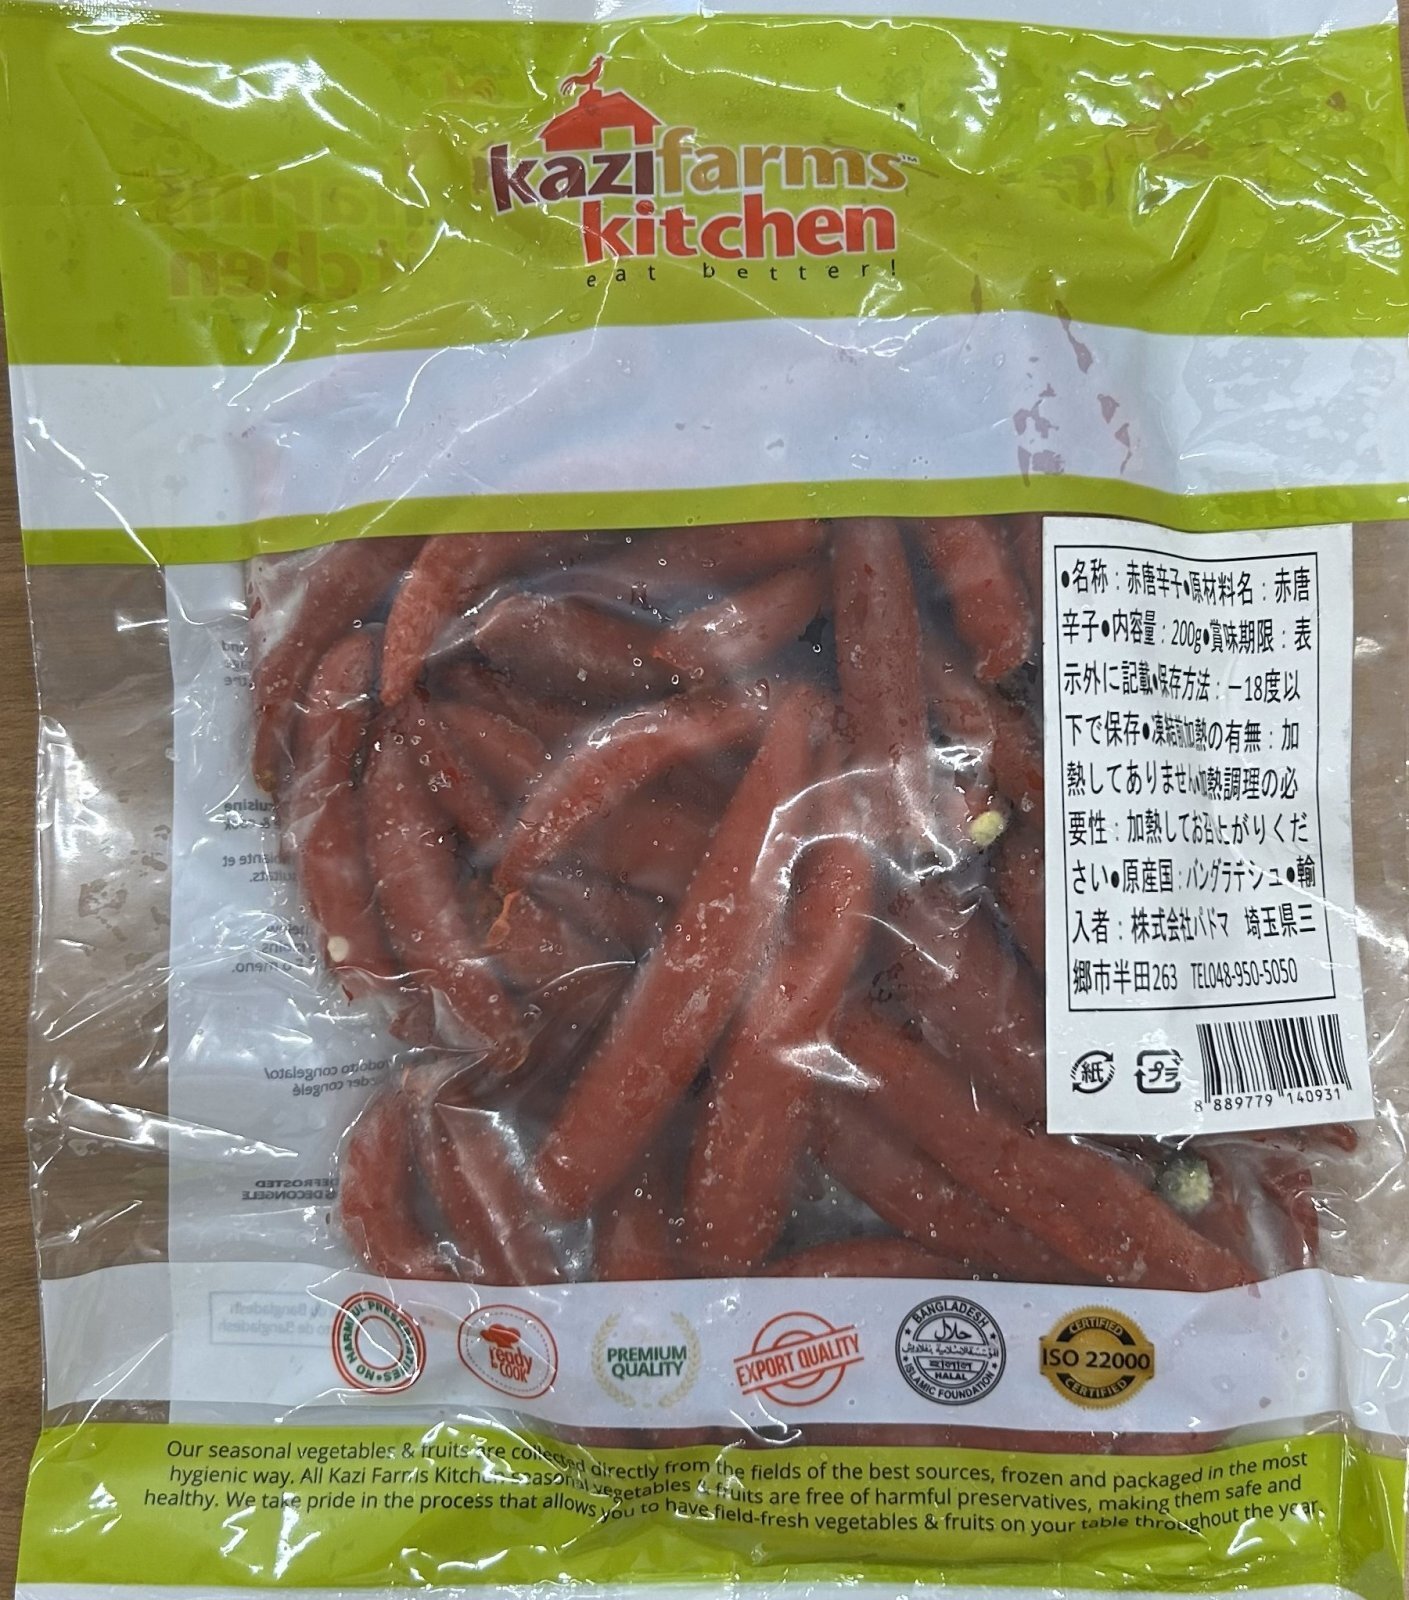 kazifarms™
kitchen
eat better!
●名称：赤唐辛子●原材料名：赤唐
辛子●内容量：200g●賞味期限：表
示外に記載●保存方法：－18度以
下で保存●凍結前加熱の有無：加
熱してありません●加熱調理の必
要性：加熱してお召し上がりくだ
さい●原産国：バングラデシュ●輸
入者：株式会社パドマ 埼玉県三
郷市半田263 TEL048-950-5050
紙
プラ
8 889779 140931
NO HARMFUL PRESERVATIVES
ready
to COOK
PREMIUM
QUALITY
EXPORT QUALITY
BANGLADESH
حلال
হালাল
HALAL
ISLAMIC FOUNDATION
CERTIFIED
ISO 22000
CERTIFIED
Our seasonal vegetables & fruits are collected directly from the fields of the best sources, frozen and packaged in the most
hygienic way. All Kazi Farms Kitchen seasonal vegetables & fruits are free of harmful preservatives, making them safe and
healthy. We take pride in the process that allows you to have field-fresh vegetables & fruits on your table throughout the year.